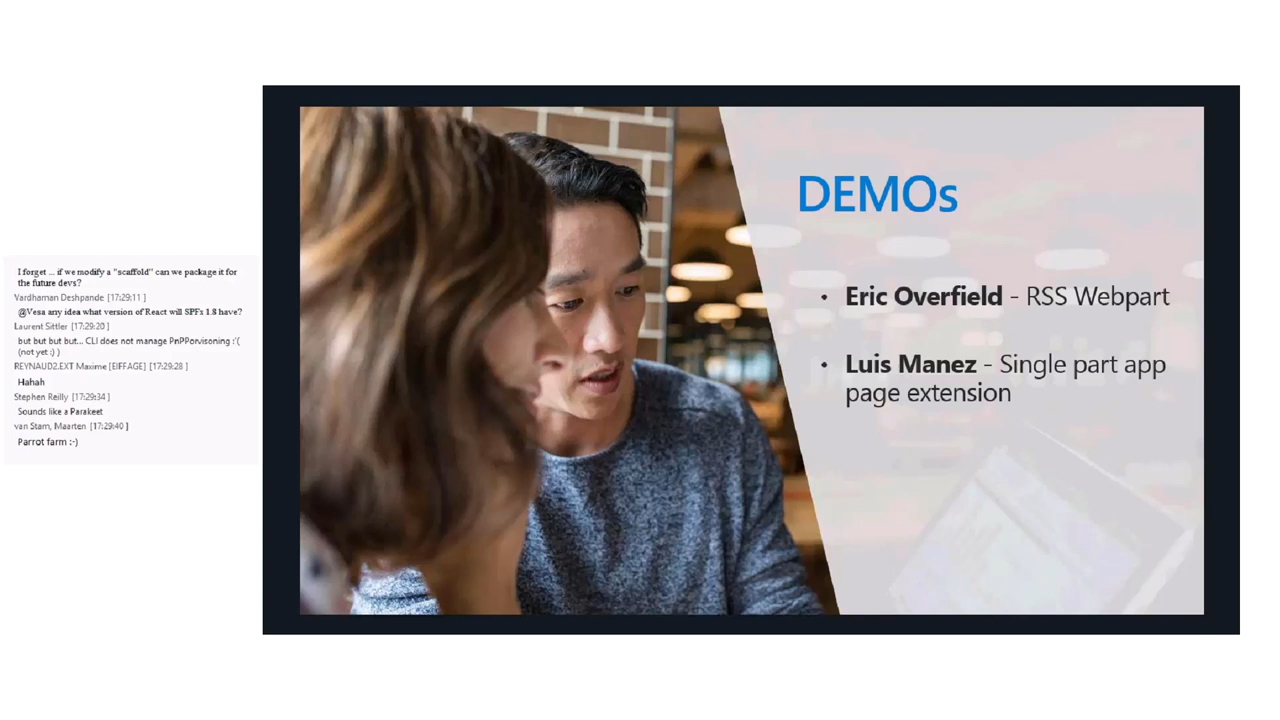 I forget ... if we modify a "scaffold" can we package it for
the future devs?
Vardhaman Deshpande [17:29:11 ]
@Vesa any idea what version of React will SPFx 1.8 have?
Laurent Sittler [17:29:20 ]
but but but but... CLI does not manage PnPPorvisoning :'(
(not yet :) )
REYNAUD2.EXT Maxime [EIFFAGE] [17:29:28 ]
Hahah
Stephen Reilly [17:29:34 ]
Sounds like a Parakeet
van Stam, Maarten [17:29:40 ]
Parrot farm :-)
DEMOs
• Eric Overfield - RSS Webpart
• Luis Manez - Single part app
page extension